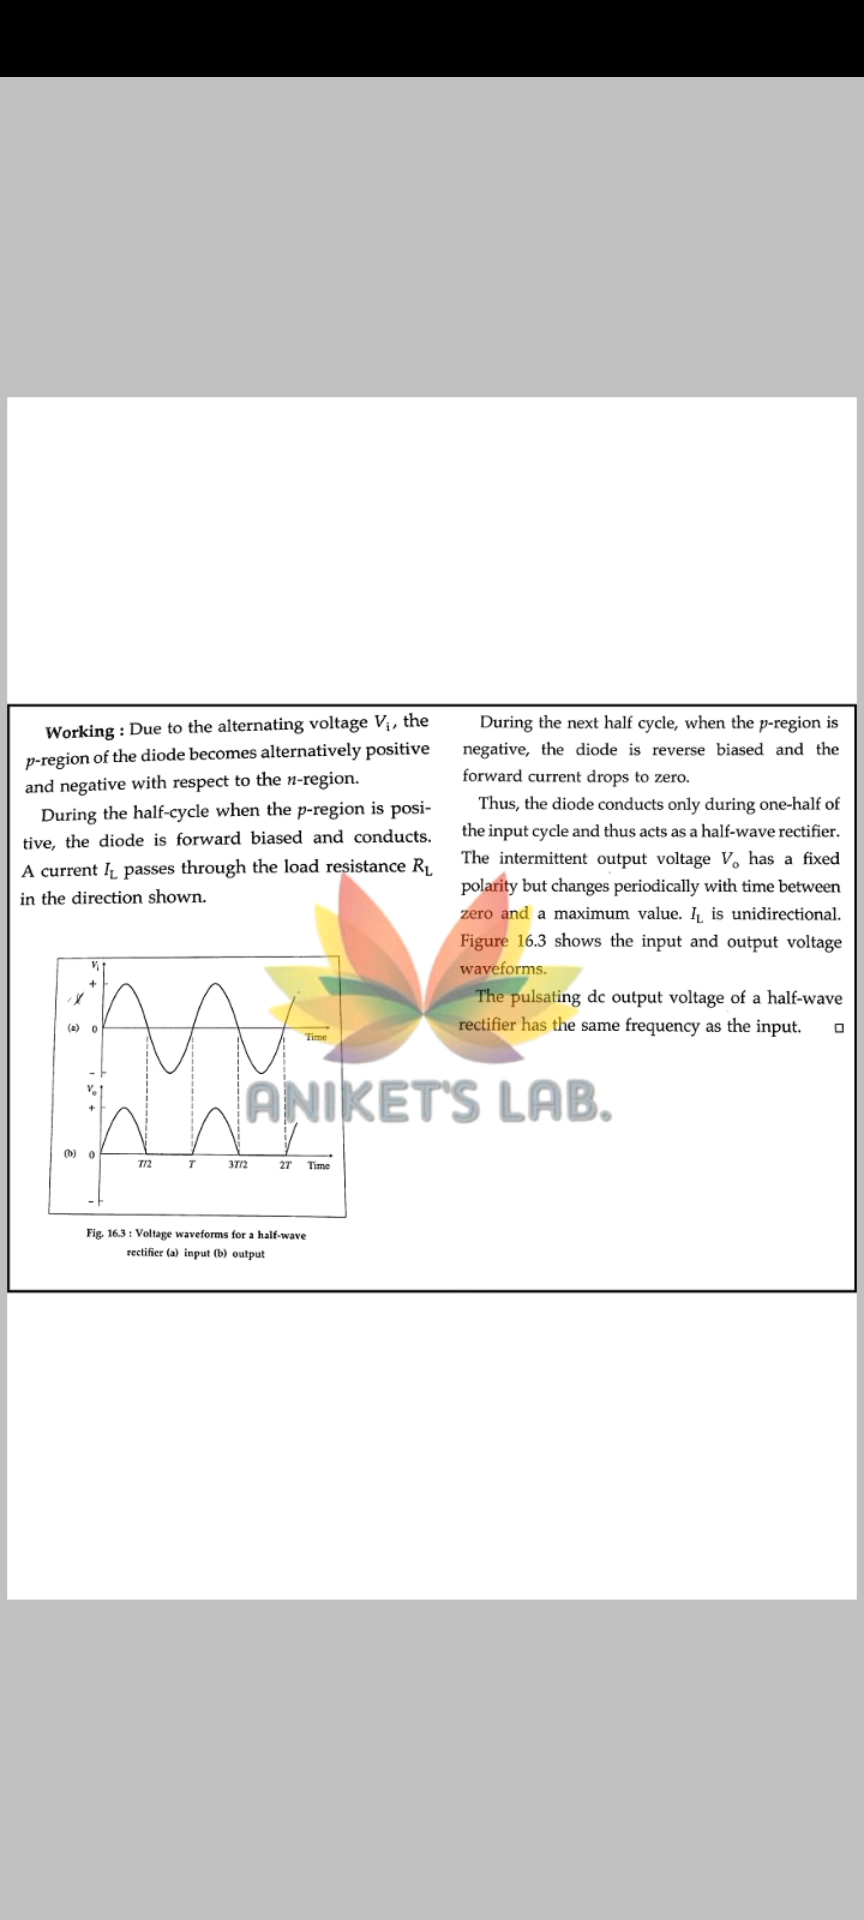 Working : Due to the alternating voltage Vi, the
p-region of the diode becomes alternatively positive
and negative with respect to the n-region.
During the half-cycle when the p-region is posi-
tive, the diode is forward biased and conducts.
A current IL passes through the load resistance RL
in the direction shown.
Vi
+
(a) 0
Time
–
Vo
+
(b) 0
T/2 T 3T/2 2T Time
–
Fig. 16.3 : Voltage waveforms for a half-wave
rectifier (a) input (b) output
During the next half cycle, when the p-region is
negative, the diode is reverse biased and the
forward current drops to zero.
Thus, the diode conducts only during one-half of
the input cycle and thus acts as a half-wave rectifier.
The intermittent output voltage Vo has a fixed
polarity but changes periodically with time between
zero and a maximum value. IL is unidirectional.
Figure 16.3 shows the input and output voltage
waveforms.
The pulsating dc output voltage of a half-wave
rectifier has the same frequency as the input.
ANIKET'S LAB.